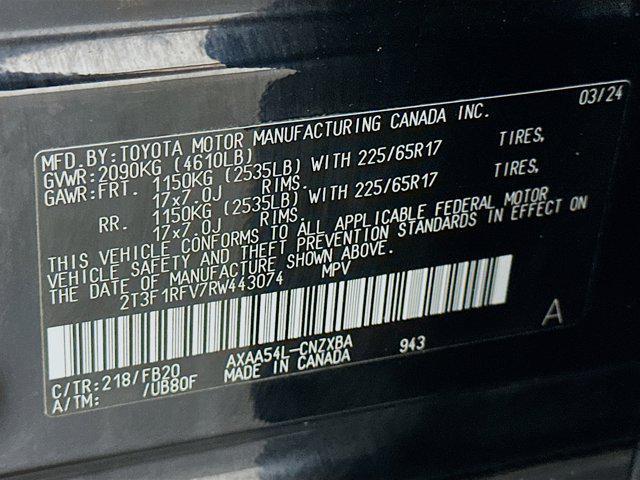 03/24
MFD.BY:TOYOTA MOTOR MANUFACTURING CANADA INC.
GVWR:2090KG (4610LB)
GAWR:FRT. 1150KG (2535LB) WITH 225/65R17 TIRES,
17x7.0J RIMS.
RR. 1150KG (2535LB) WITH 225/65R17 TIRES,
17x7.0J RIMS.
THIS VEHICLE CONFORMS TO ALL APPLICABLE FEDERAL MOTOR
VEHICLE SAFETY AND THEFT PREVENTION STANDARDS IN EFFECT ON
THE DATE OF MANUFACTURE SHOWN ABOVE.
2T3F1RFV7RW443074 MPV
A
C/TR:218/FB20 AXAA54L-CNZXBA 943
A/TM: /UB80F MADE IN CANADA